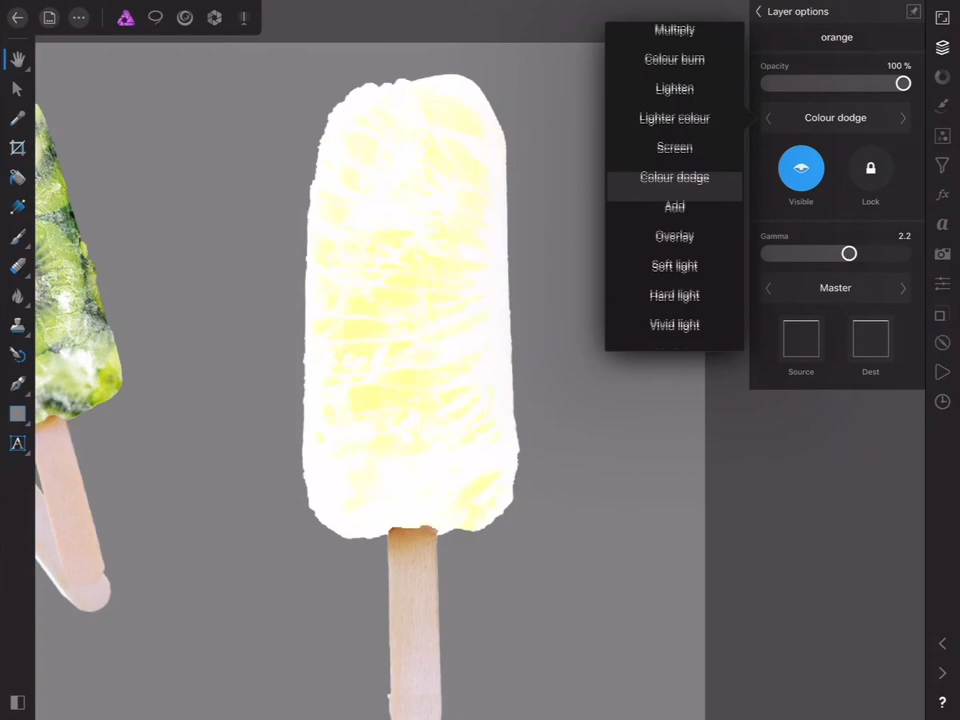 Layer options
orange
Opacity
100 %
Colour dodge
Visible
Lock
Gamma
2.2
Master
Source
Dest
Multiply
Colour burn
Lighten
Lighter colour
Screen
Colour dodge
Add
Overlay
Soft light
Hard light
Vivid light
A
fx
a
?